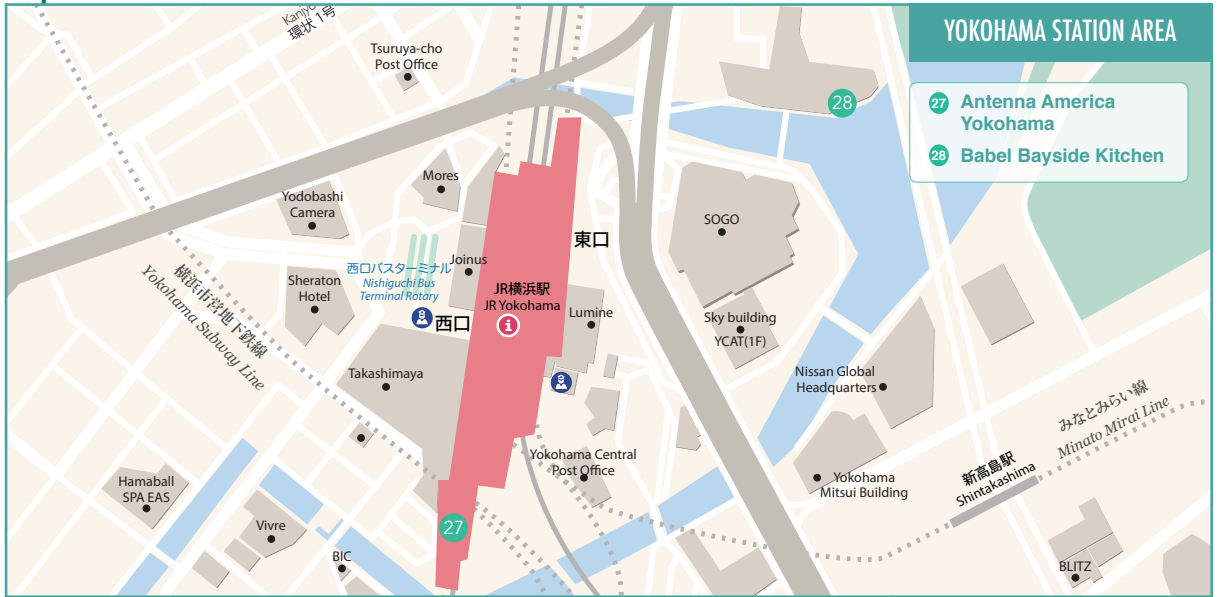 YOKOHAMA STATION AREA
27 Antenna America
Yokohama
28 Babel Bayside Kitchen
Kanjo
環状 1号
Tsuruya-cho
Post Office
28
Mores
Yodobashi
Camera
SOGO
東口
西口バスターミナル
Nishiguchi Bus
Terminal Rotary
Joinus
横浜市営地下鉄線
Yokohama Subway Line
Sheraton
Hotel
JR横浜駅
JR Yokohama
i
西口
Lumine
Sky building
YCAT(1F)
Takashimaya
Nissan Global
Headquarters
みなとみらい線
Minato Mirai Line
Yokohama Central
Post Office
新高島駅
Shintakashima
Yokohama
Mitsui Building
Hamaball
SPA EAS
Vivre
27
BIC
BLITZ